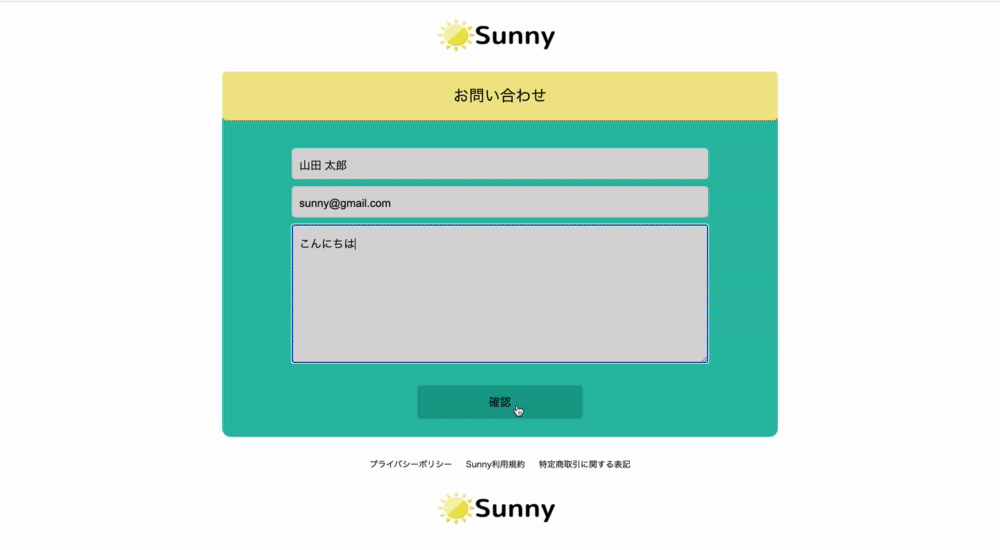 Sunny
お問い合わせ
山田 太郎
sunny@gmail.com
こんにちは
確認
プライバシーポリシー Sunny利用規約 特定商取引に関する表記
Sunny